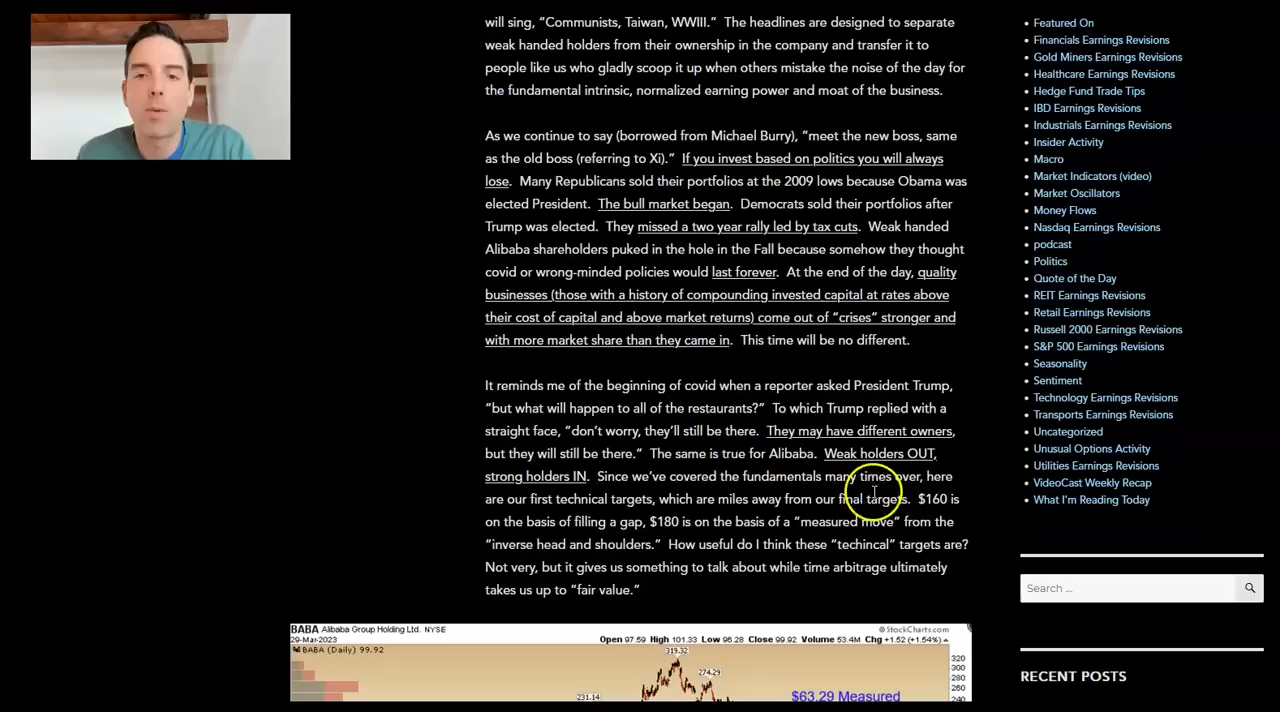 will sing, “Communists, Taiwan, WWIII.”  The headlines are designed to separate
weak handed holders from their ownership in the company and transfer it to
people like us who gladly scoop it up when others mistake the noise of the day for
the fundamental intrinsic, normalized earning power and moat of the business.
As we continue to say (borrowed from Michael Burry), “meet the new boss, same
as the old boss (referring to Xi).”  If you invest based on politics you will always
lose.  Many Republicans sold their portfolios at the 2009 lows because Obama was
elected President.  The bull market began.  Democrats sold their portfolios after
Trump was elected.  They missed a two year rally led by tax cuts.  Weak handed
Alibaba shareholders puked in the hole in the Fall because somehow they thought
covid or wrong-minded policies would last forever.  At the end of the day, quality
businesses (those with a history of compounding invested capital at rates above
their cost of capital and above market returns) come out of “crises” stronger and
with more market share than they came in.  This time will be no different.
It reminds me of the beginning of covid when a reporter asked President Trump,
“but what will happen to all of the restaurants?”  To which Trump replied with a
straight face, “don’t worry, they’ll still be there.  They may have different owners,
but they will still be there.”  The same is true for Alibaba.  Weak holders OUT,
strong holders IN.  Since we’ve covered the fundamentals many times over, here
are our first technical targets, which are miles away from our final targets.  $160 is
on the basis of filling a gap, $180 is on the basis of a “measured move” from the
“inverse head and shoulders.”  How useful do I think these “techincal” targets are?
Not very, but it gives us something to talk about while time arbitrage ultimately
takes us up to “fair value.”
BABA Alibaba Group Holding Ltd. NYSE
© StockCharts.com
29-Mar-2023
Open 97.59 High 101.33 Low 96.28 Close 99.92 Volume 53.4M Chg +1.52 (+1.54%)
BABA (Daily) 99.92
319.32
274.29
231.14
$63.29 Measured
320
300
280
260
240
Featured On
Financials Earnings Revisions
Gold Miners Earnings Revisions
Healthcare Earnings Revisions
Hedge Fund Trade Tips
IBD Earnings Revisions
Industrials Earnings Revisions
Insider Activity
Macro
Market Indicators (video)
Market Oscillators
Money Flows
Nasdaq Earnings Revisions
podcast
Politics
Quote of the Day
REIT Earnings Revisions
Retail Earnings Revisions
Russell 2000 Earnings Revisions
S&P 500 Earnings Revisions
Seasonality
Sentiment
Technology Earnings Revisions
Transports Earnings Revisions
Uncategorized
Unusual Options Activity
Utilities Earnings Revisions
VideoCast Weekly Recap
What I'm Reading Today
Search ...
RECENT POSTS